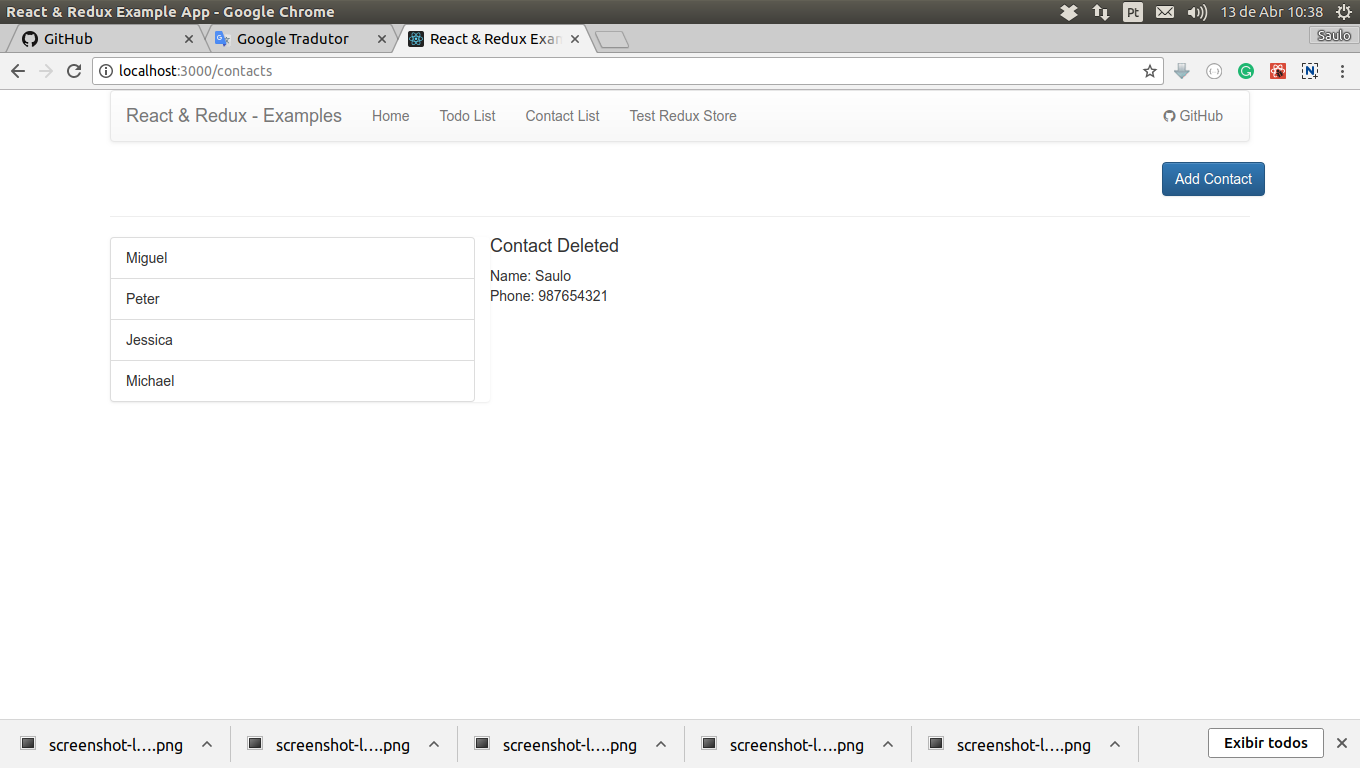 React & Redux Example App - Google Chrome
Pt
13 de Abr 10:38
GitHub
Google Tradutor
React & Redux Exam
Saulo
localhost:3000/contacts
React & Redux - Examples
Home
Todo List
Contact List
Test Redux Store
GitHub
Add Contact
Miguel
Peter
Jessica
Michael
Contact Deleted
Name: Saulo
Phone: 987654321
screenshot-l....png
screenshot-l....png
screenshot-l....png
screenshot-l....png
screenshot-l....png
Exibir todos